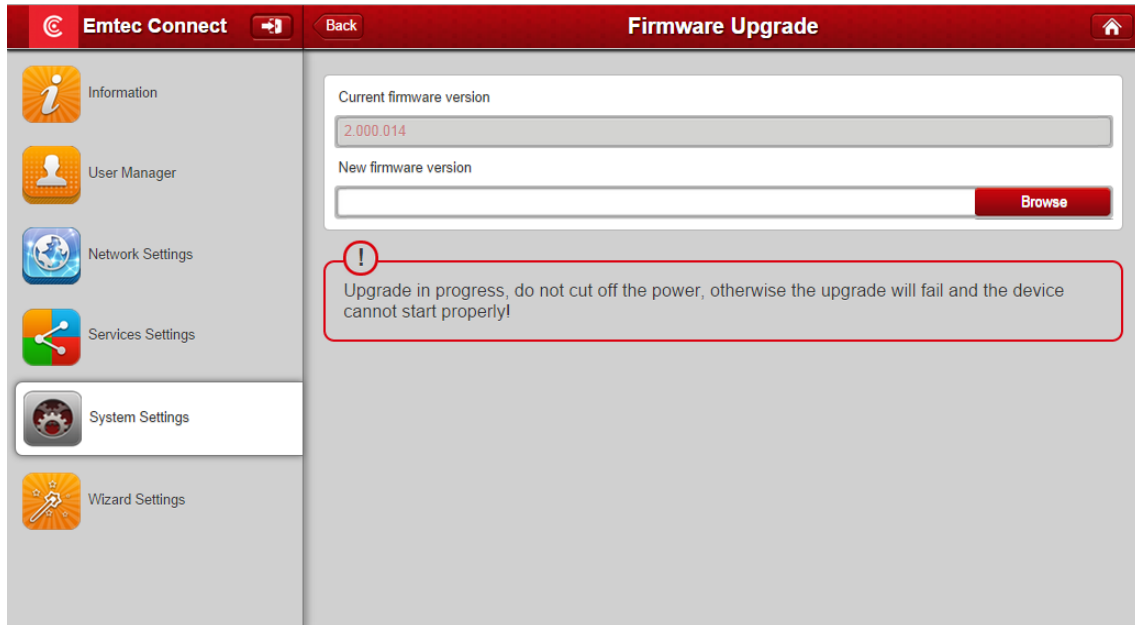 Emtec Connect
Back
Firmware Upgrade
Information
User Manager
Network Settings
Services Settings
System Settings
Wizard Settings
Current firmware version
2.000.014
New firmware version
Browse
!
Upgrade in progress, do not cut off the power, otherwise the upgrade will fail and the device
cannot start properly!